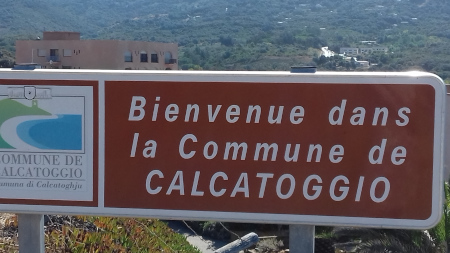 COMMUNE DE
CALCATOGGIO
Cumuna di Calcatoghju
Bienvenue dans
la Commune de
CALCATOGGIO